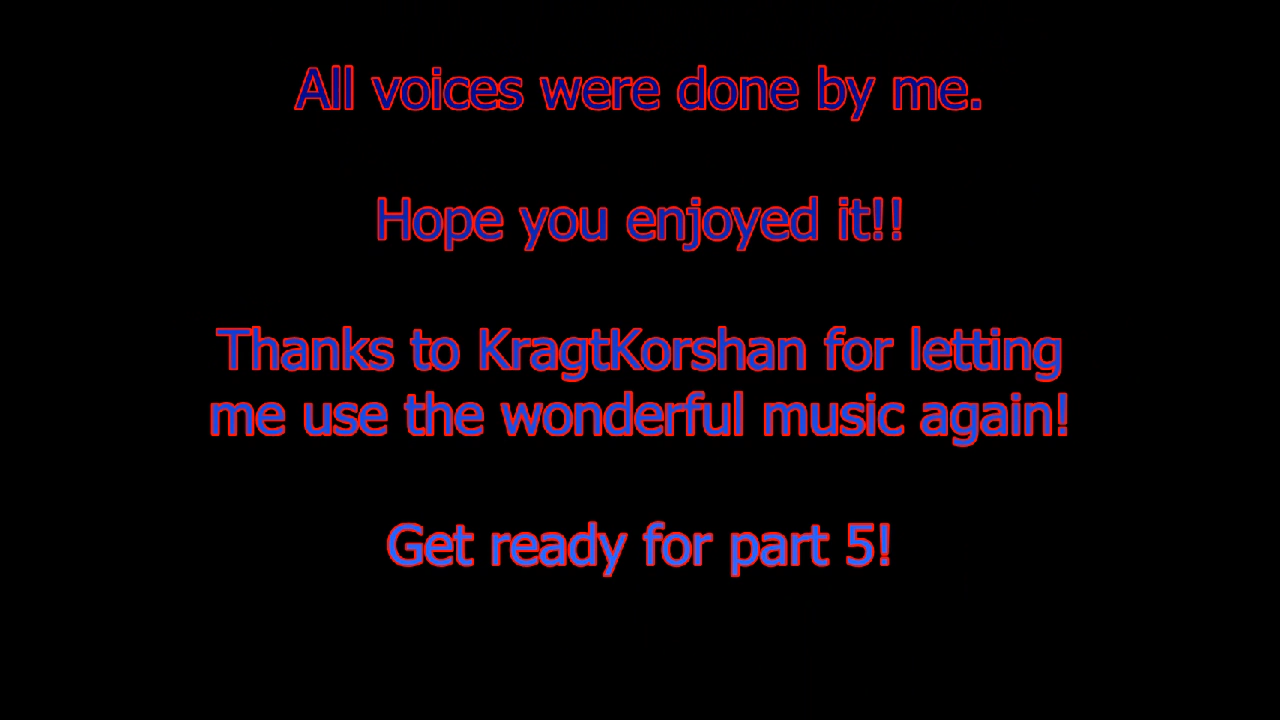 All voices were done by me.
Hope you enjoyed it!!
Thanks to KragtKorshan for letting
me use the wonderful music again!
Get ready for part 5!